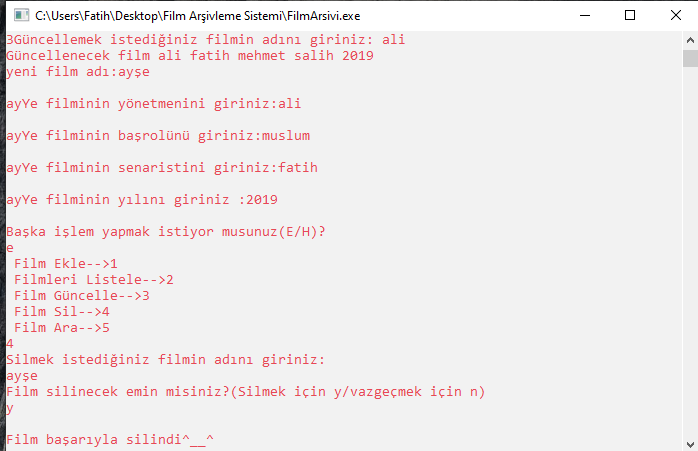 C:\Users\Fatih\Desktop\Film Arşivleme Sistemi\FilmArsivi.exe
3Güncellemek istediğiniz filmin adını giriniz: ali
Güncellenecek film ali fatih mehmet salih 2019
yeni film adı:ayşe
ayYe filminin yönetmenini giriniz:ali
ayYe filminin başrolünü giriniz:muslum
ayYe filminin senaristini giriniz:fatih
ayYe filminin yılını giriniz :2019
Başka işlem yapmak istiyor musunuz(E/H)?
e
Film Ekle-->1
Filmleri Listele-->2
Film Güncelle-->3
Film Sil-->4
Film Ara-->5
4
Silmek istediğiniz filmin adını giriniz:
ayşe
Film silinecek emin misiniz?(Silmek için y/vazgeçmek için n)
y
Film başarıyla silindi^__^